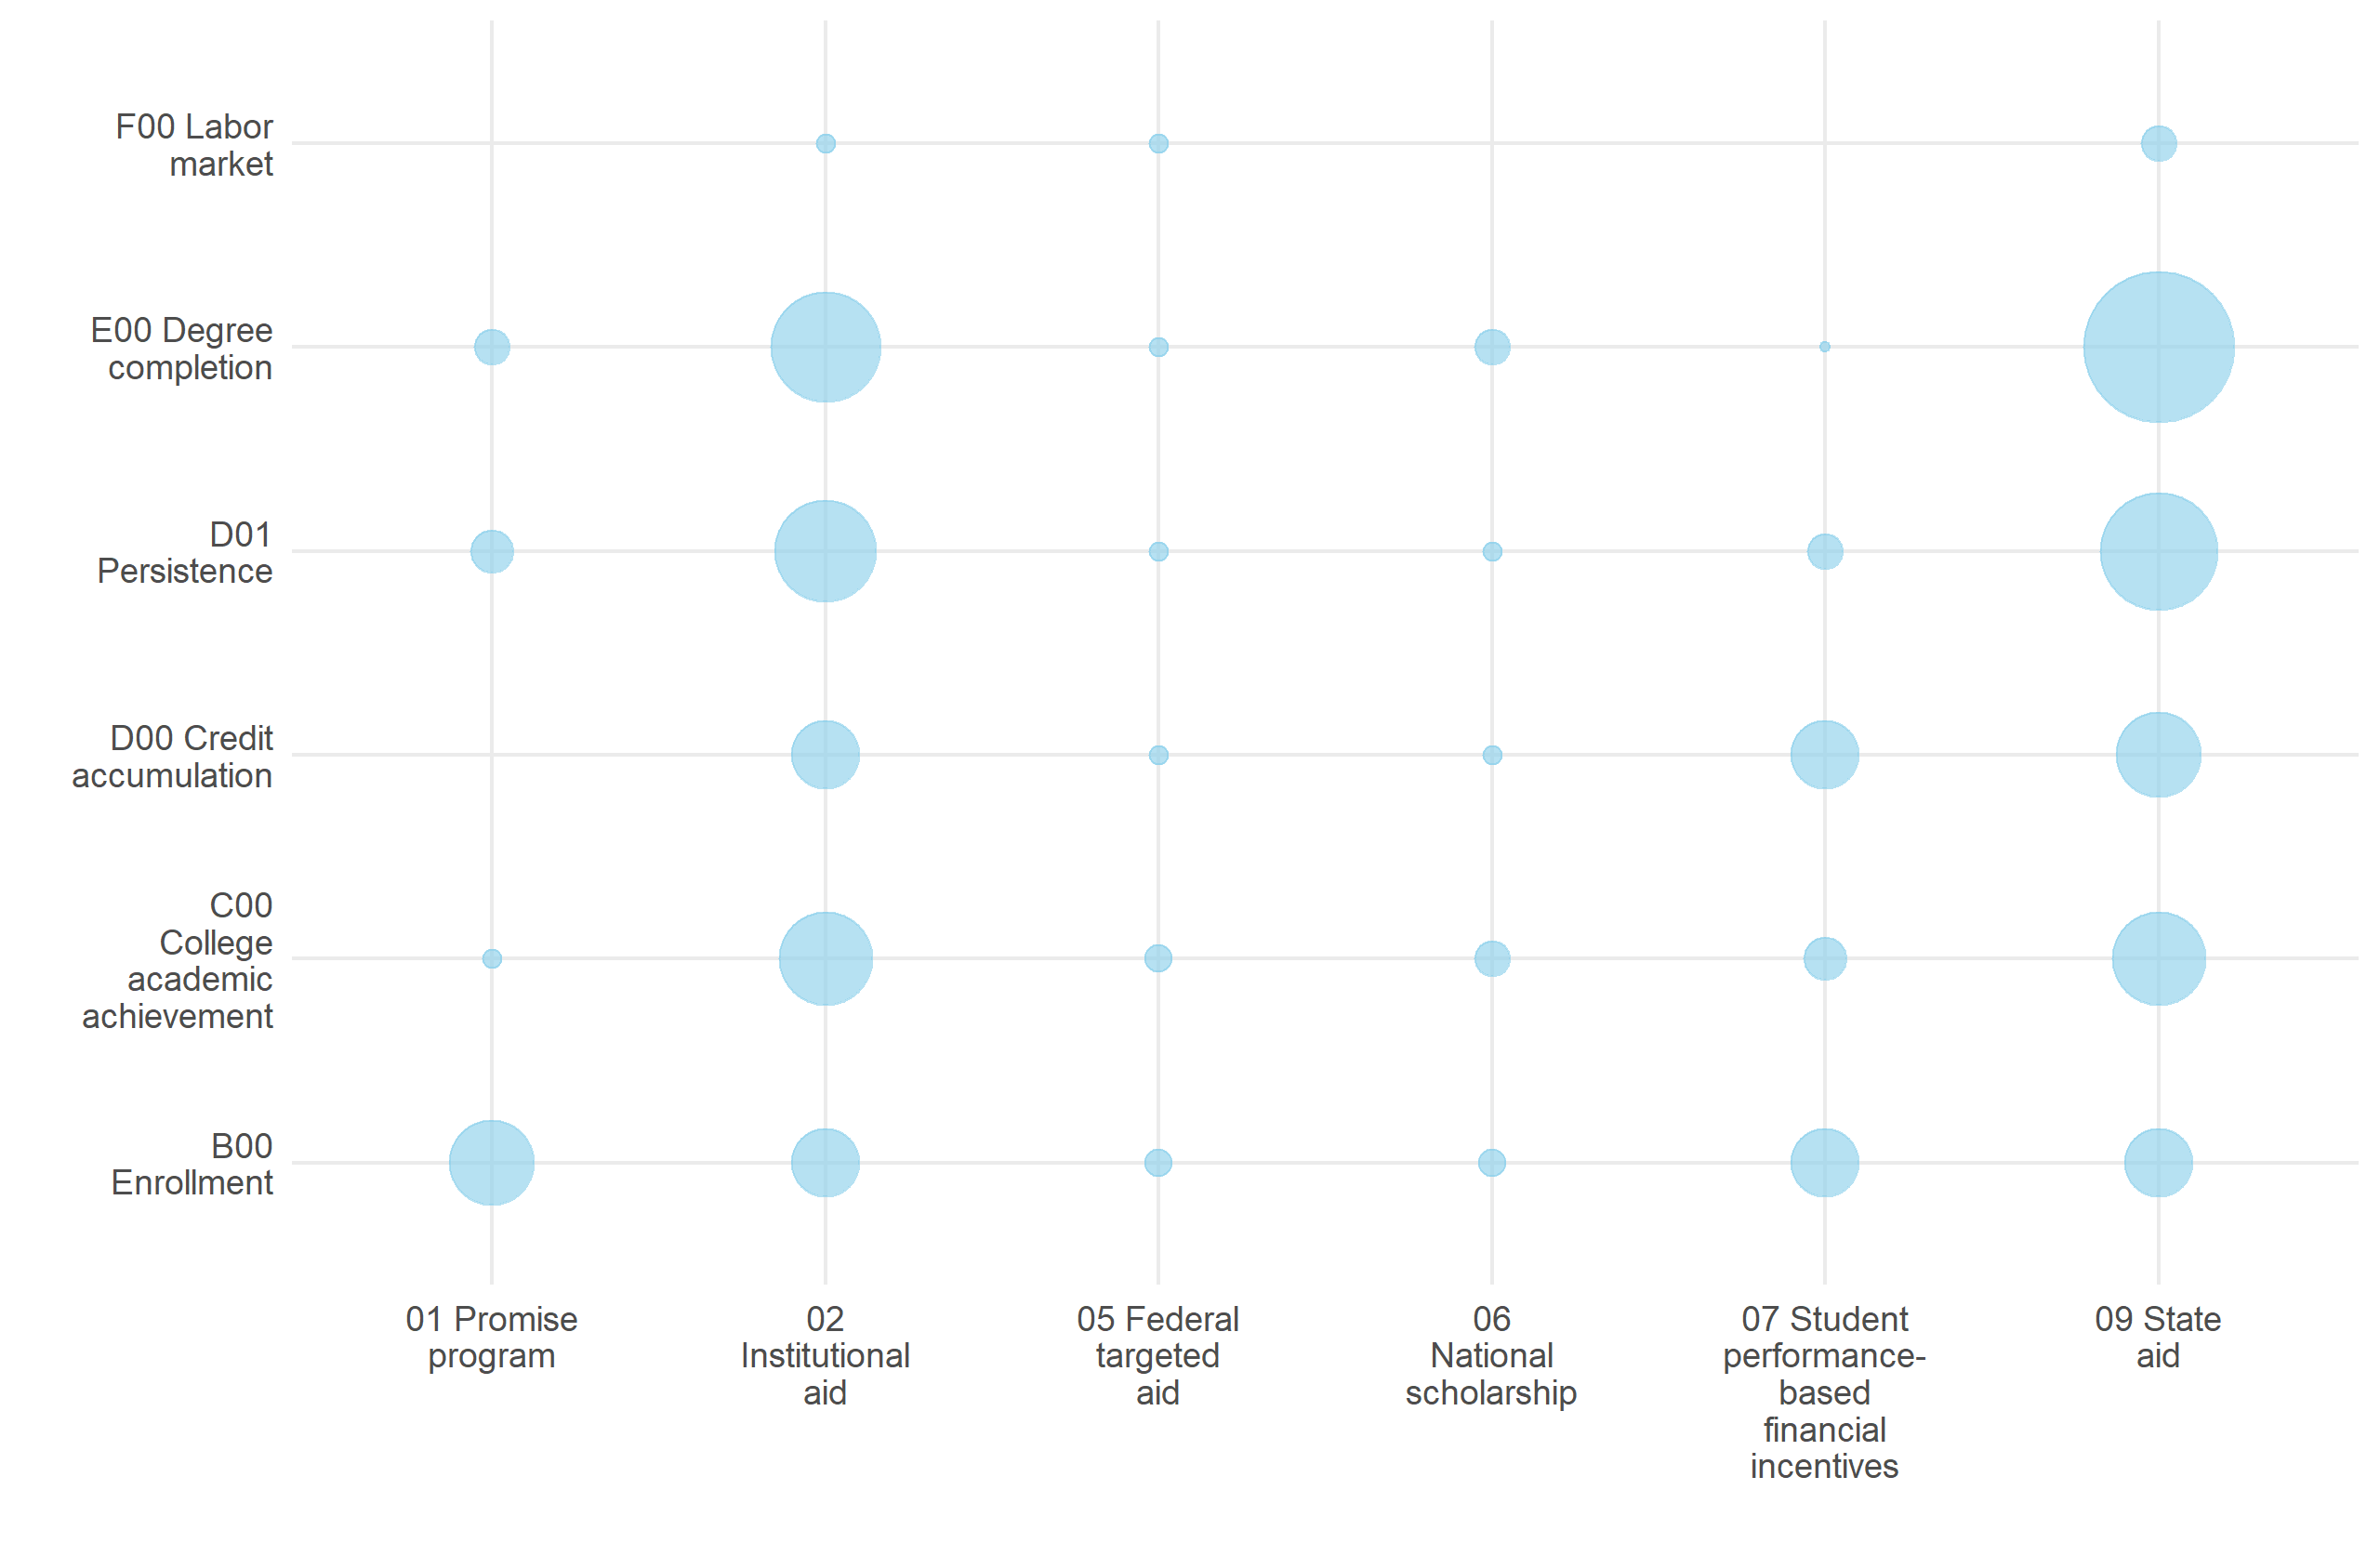 F00 Labor
market
E00 Degree
completion
D01
Persistence
D00 Credit
accumulation
C00
College
academic
achievement
B00
Enrollment
01 Promise
program
02
Institutional
aid
05 Federal
targeted
aid
06
National
scholarship
07 Student
performance-
based
financial
incentives
09 State
aid